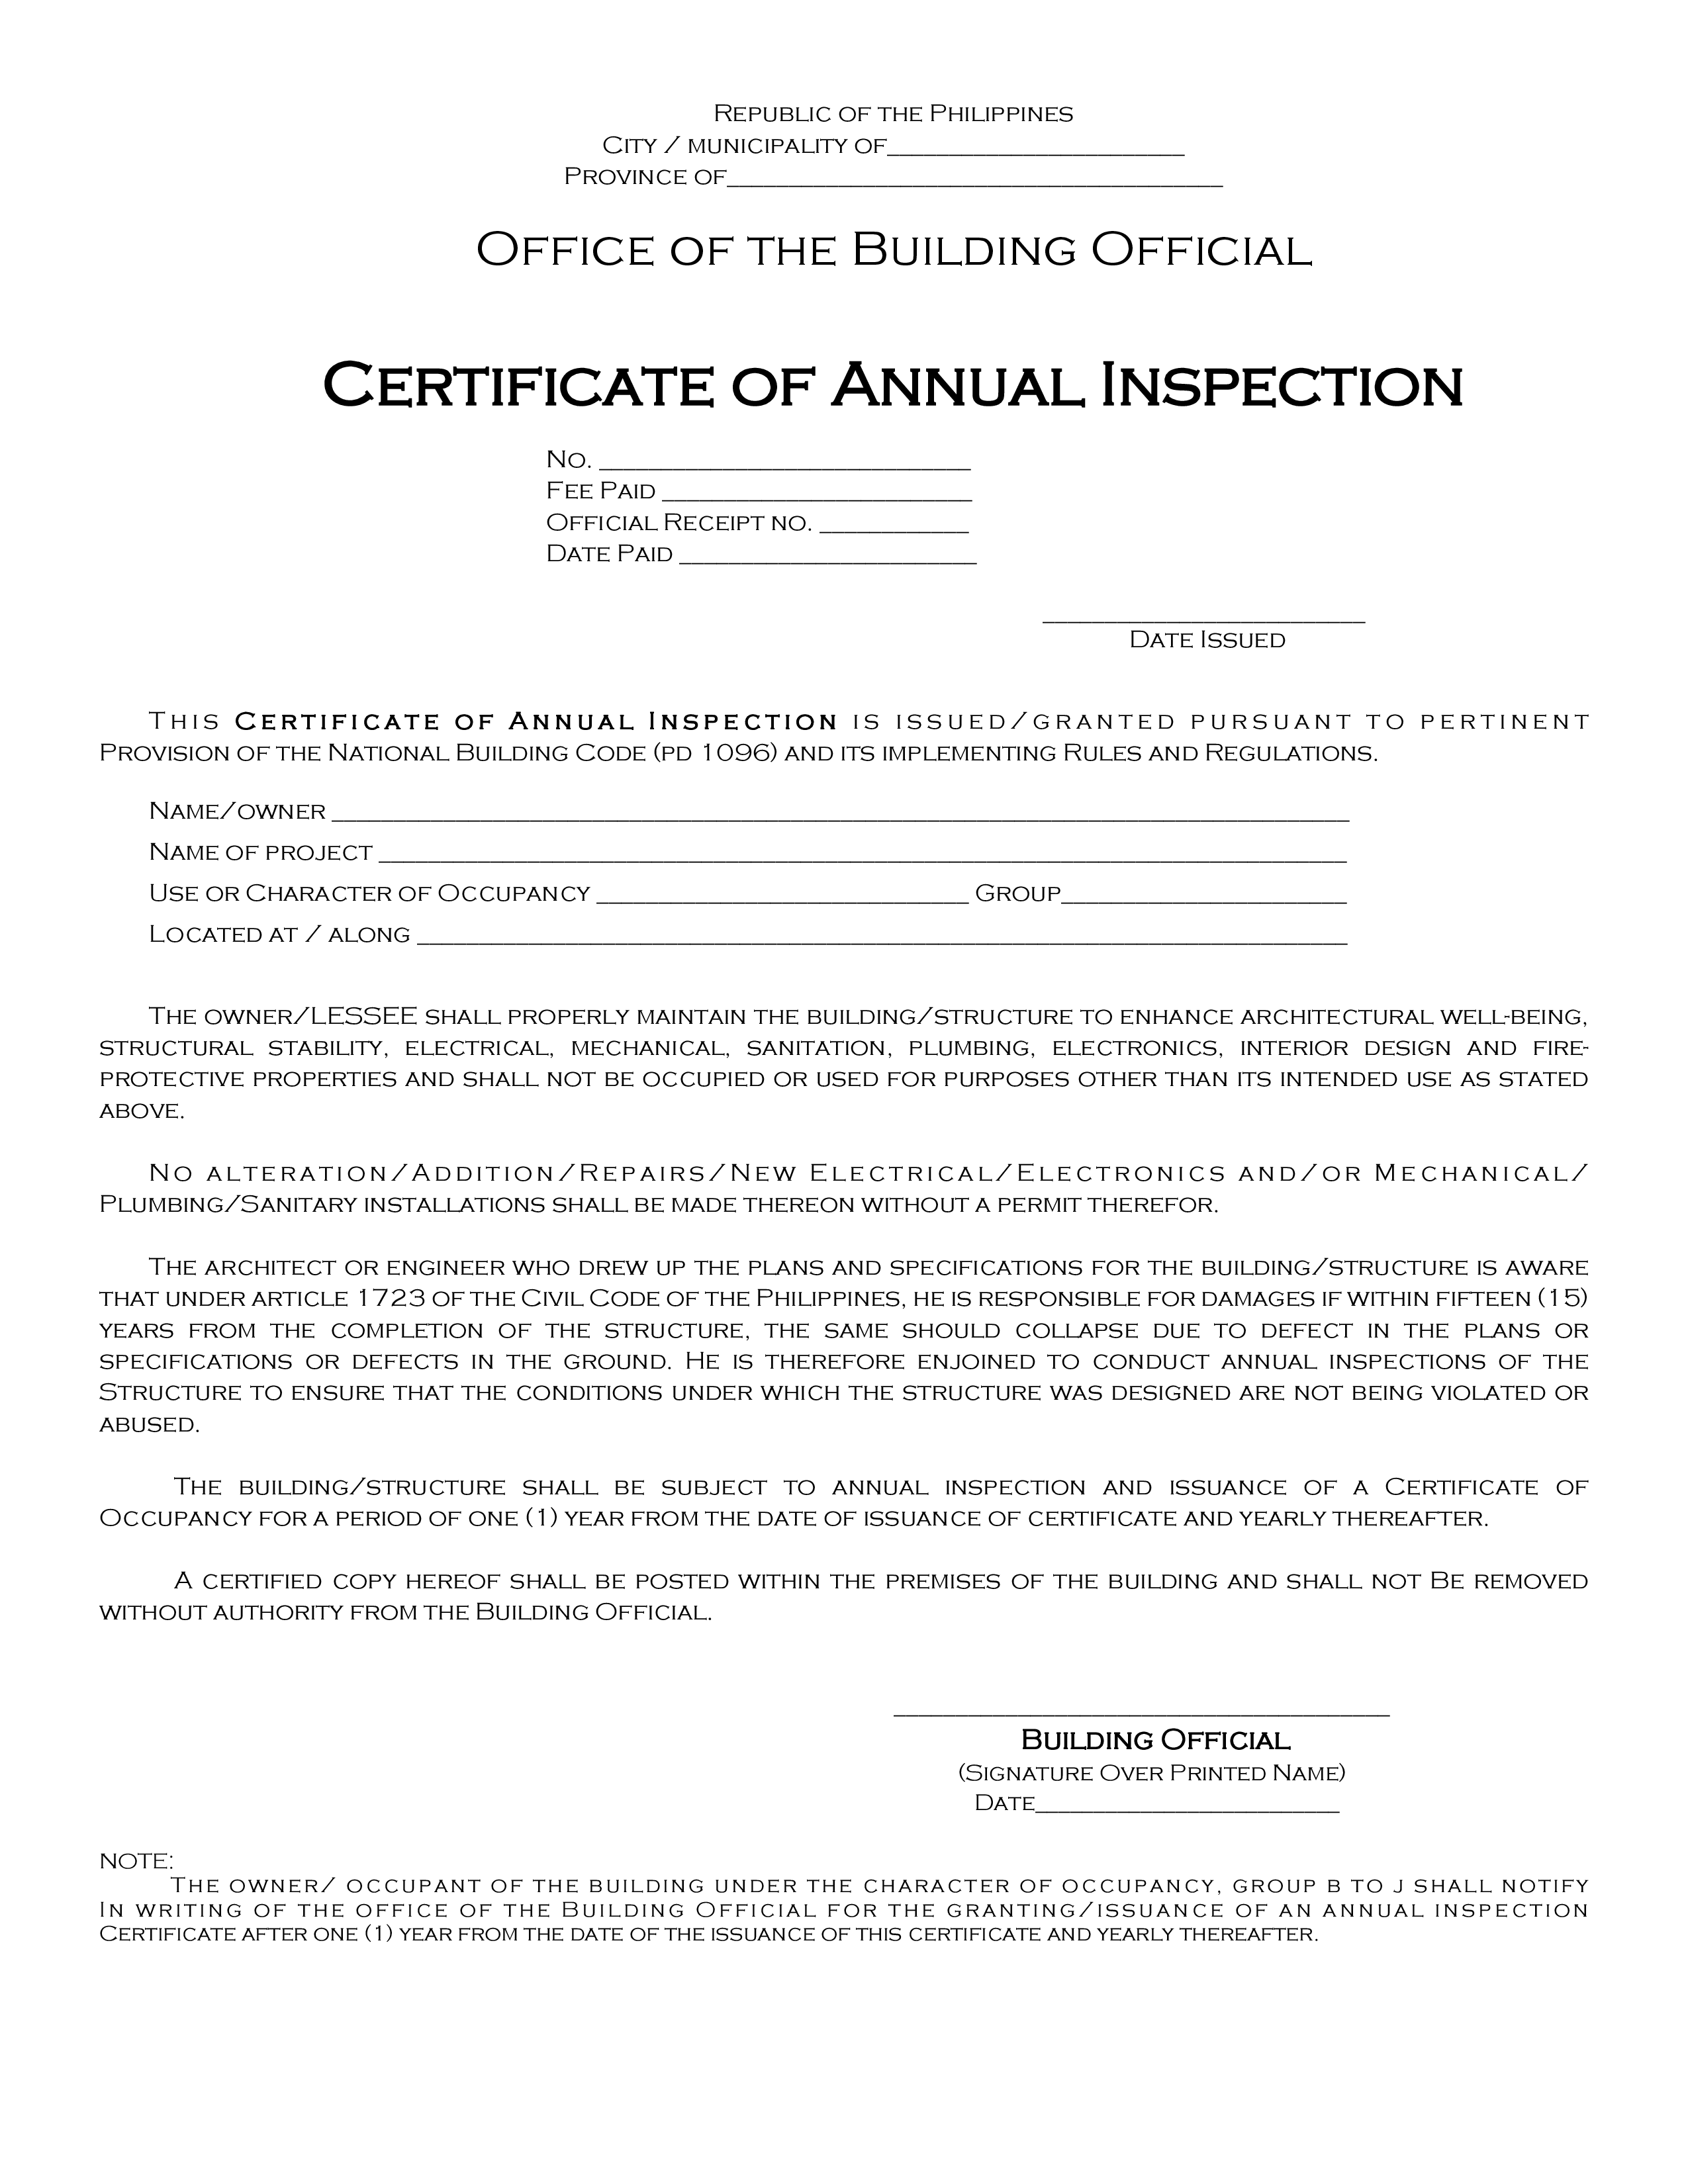 Republic of the Philippines
City / municipality of________________________
Province of________________________________________
Office of the Building Official
Certificate of Annual Inspection
No. ______________________________
Fee Paid _________________________
Official Receipt no. ____________
Date Paid ________________________
__________________________
Date Issued
This Certificate of Annual Inspection is issued/granted pursuant to pertinent
Provision of the National Building Code (pd 1096) and its implementing Rules and Regulations.
Name/owner __________________________________________________________________________________
Name of project ______________________________________________________________________________
Use or Character of Occupancy ______________________________ Group_______________________
Located at / along ___________________________________________________________________________
The owner/LESSEE shall properly maintain the building/structure to enhance architectural well-being,
structural stability, electrical, mechanical, sanitation, plumbing, electronics, interior design and fire-
protective properties and shall not be occupied or used for purposes other than its intended use as stated
above.
No alteration/Addition/Repairs/New Electrical/Electronics and/or Mechanical/
Plumbing/Sanitary installations shall be made thereon without a permit therefor.
The architect or engineer who drew up the plans and specifications for the building/structure is aware
that under article 1723 of the Civil Code of the Philippines, he is responsible for damages if within fifteen (15)
years from the completion of the structure, the same should collapse due to defect in the plans or
specifications or defects in the ground. He is therefore enjoined to conduct annual inspections of the
Structure to ensure that the conditions under which the structure was designed are not being violated or
abused.
The building/structure shall be subject to annual inspection and issuance of a Certificate of
Occupancy for a period of one (1) year from the date of issuance of certificate and yearly thereafter.
A certified copy hereof shall be posted within the premises of the building and shall not Be removed
without authority from the Building Official.
________________________________________
Building Official
(Signature Over Printed Name)
Date_________________________
NOTE:
The owner/ occupant of the building under the character of occupancy, group b to j shall notify
In writing of the office of the Building Official for the granting/issuance of an annual inspection
Certificate after one (1) year from the date of the issuance of this certificate and yearly thereafter.